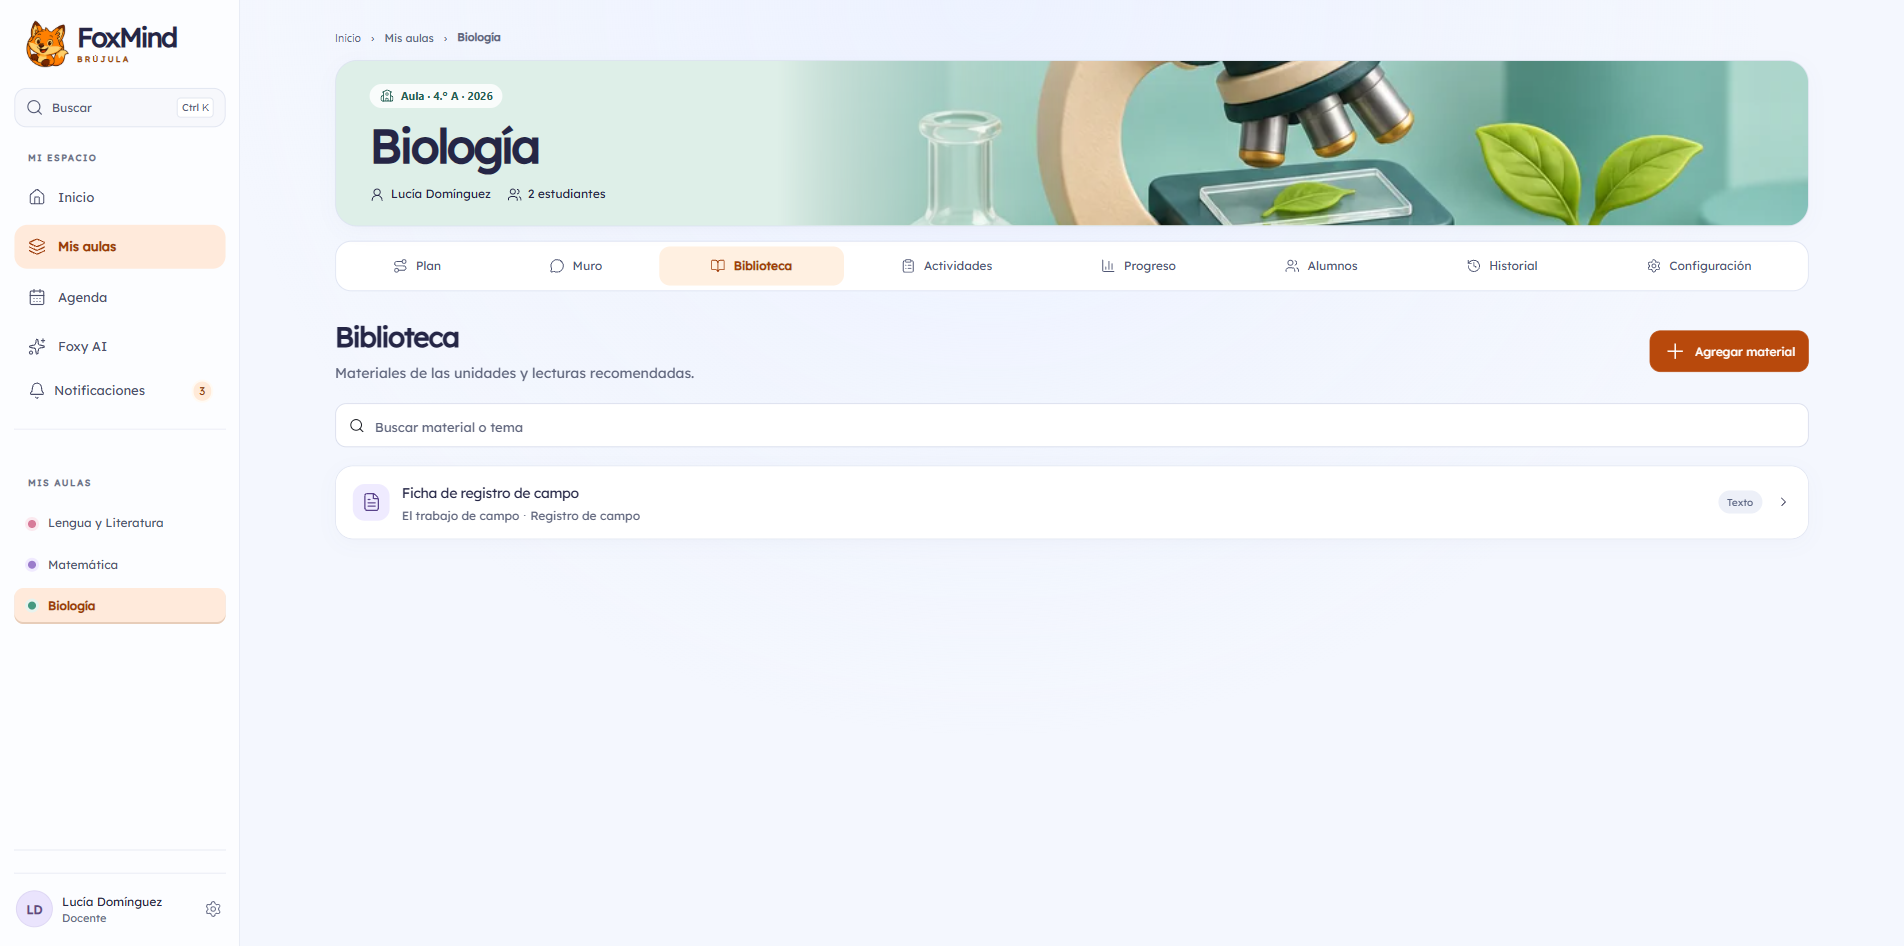 FoxMind
BRÚJULA
Buscar
Ctrl K
MI ESPACIO
Inicio
Mis aulas
Agenda
Foxy AI
Notificaciones
3
MIS AULAS
Lengua y Literatura
Matemática
Biología
LD
Lucía Domínguez
Docente
Inicio › Mis aulas › Biología
Aula · 4.º A · 2026
Biología
Lucía Domínguez 2 estudiantes
Plan Muro Biblioteca Actividades Progreso Alumnos Historial Configuración
Biblioteca
Materiales de las unidades y lecturas recomendadas.
Agregar material
Buscar material o tema
Ficha de registro de campo
El trabajo de campo · Registro de campo
Texto